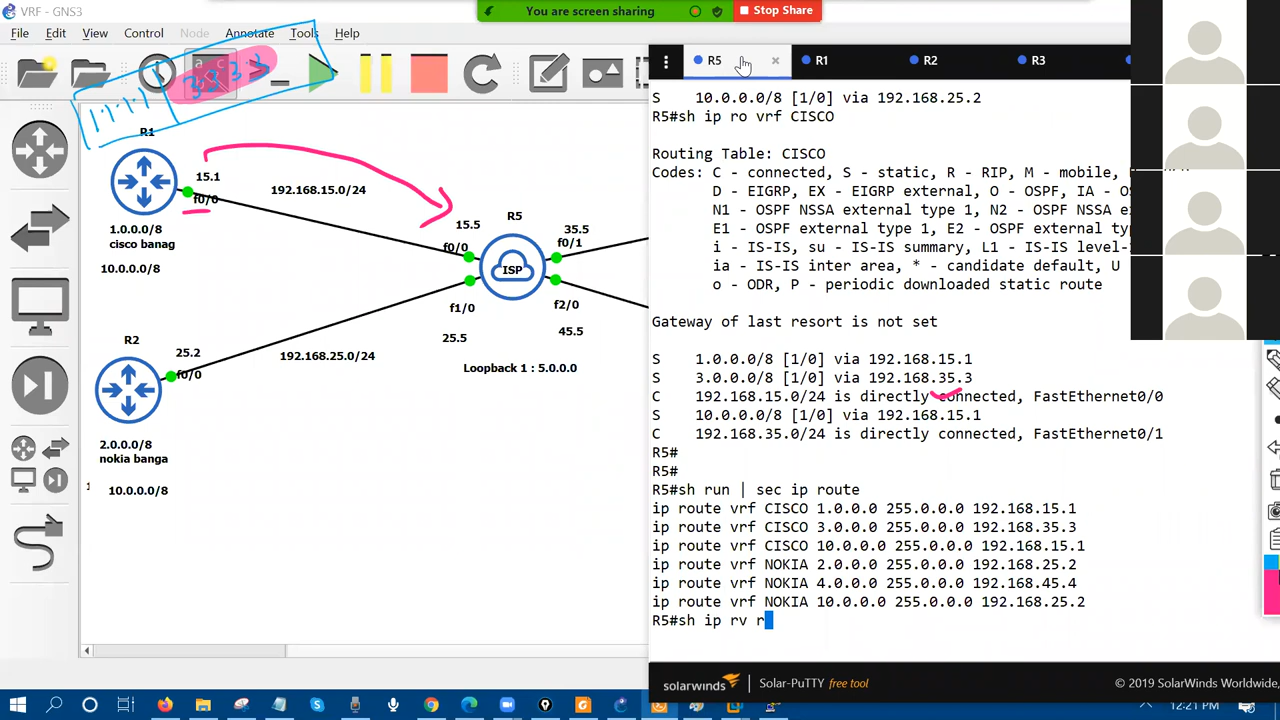 VRF - GNS3
You are screen sharing
Stop Share
File Edit View Control Node Annotate Tools Help
1.1.1.1 3.3.3.3
R1
15.1
f0/0
192.168.15.0/24
1.0.0.0/8
cisco banag
10.0.0.0/8
R5
15.5
f0/0
35.5
f0/1
ISP
f1/0
f2/0
25.5
45.5
Loopback 1 : 5.0.0.0
R2
25.2
f0/0
192.168.25.0/24
2.0.0.0/8
nokia banga
10.0.0.0/8
R5 R1 R2 R3
S 10.0.0.0/8 [1/0] via 192.168.25.2
R5#sh ip ro vrf CISCO
Routing Table: CISCO
Codes: C - connected, S - static, R - RIP, M - mobile,
D - EIGRP, EX - EIGRP external, O - OSPF, IA -
N1 - OSPF NSSA external type 1, N2 - OSPF NSSA
E1 - OSPF external type 1, E2 - OSPF external
i - IS-IS, su - IS-IS summary, L1 - IS-IS level-
ia - IS-IS inter area, * - candidate default, U
o - ODR, P - periodic downloaded static route
Gateway of last resort is not set
S 1.0.0.0/8 [1/0] via 192.168.15.1
S 3.0.0.0/8 [1/0] via 192.168.35.3
C 192.168.15.0/24 is directly connected, FastEthernet0/0
S 10.0.0.0/8 [1/0] via 192.168.15.1
C 192.168.35.0/24 is directly connected, FastEthernet0/1
R5#
R5#
R5#sh run | sec ip route
ip route vrf CISCO 1.0.0.0 255.0.0.0 192.168.15.1
ip route vrf CISCO 3.0.0.0 255.0.0.0 192.168.35.3
ip route vrf CISCO 10.0.0.0 255.0.0.0 192.168.15.1
ip route vrf NOKIA 2.0.0.0 255.0.0.0 192.168.25.2
ip route vrf NOKIA 4.0.0.0 255.0.0.0 192.168.45.4
ip route vrf NOKIA 10.0.0.0 255.0.0.0 192.168.25.2
R5#sh ip rv r
solarwinds Solar-PuTTY free tool
© 2019 SolarWinds Worldwide,
12:21 PM